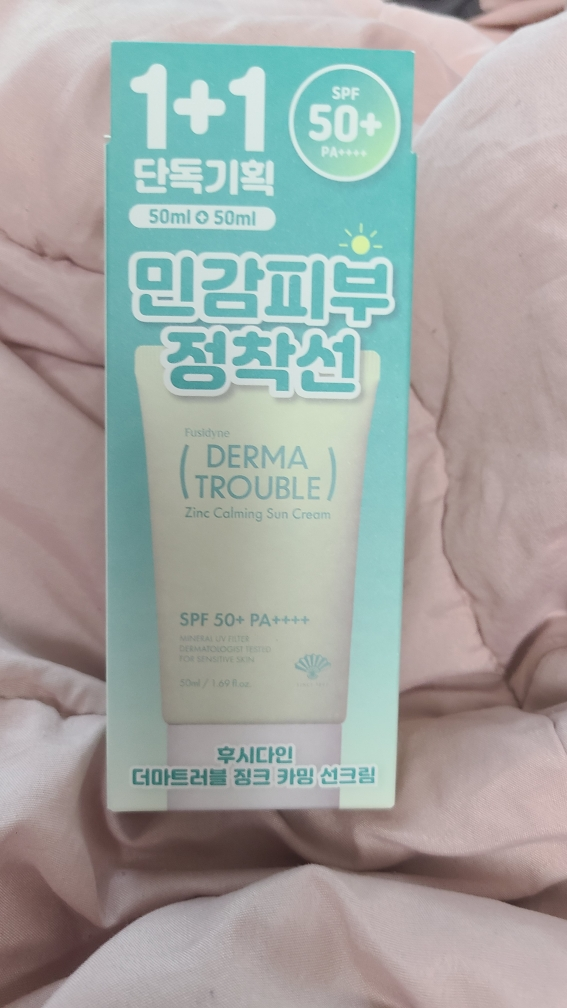 1+1
단독기획
50ml + 50ml
SPF
50+
PA++++
민감피부
정착선
Fusidyne
( DERMA
TROUBLE )
Zinc Calming Sun Cream
SPF 50+ PA++++
MINERAL UV FILTER
DERMATOLOGIST TESTED
FOR SENSITIVE SKIN
50ml / 1.69 fl.oz.
후시다인
더마트러블 징크 카밍 선크림